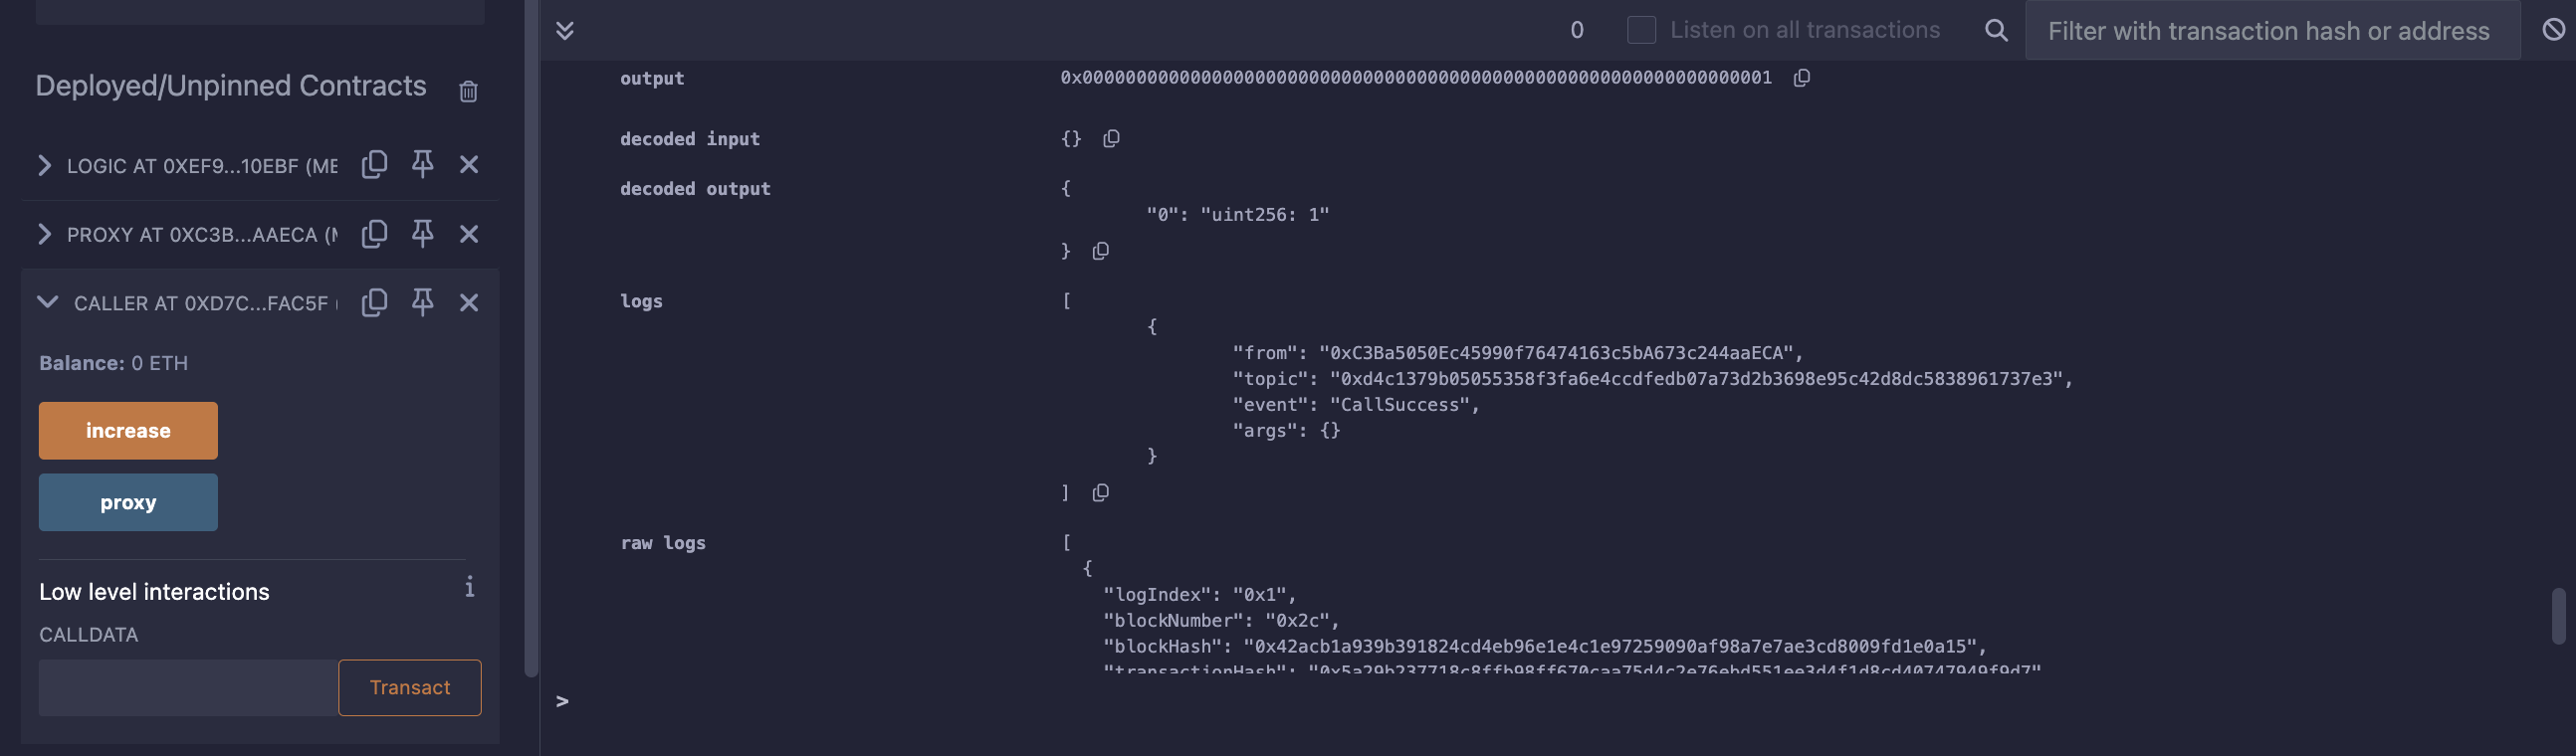 Deployed/Unpinned Contracts
LOGIC AT 0XEF9...10EBF (ME
PROXY AT 0XC3B...AAECA (M
CALLER AT 0XD7C...FAC5F (
Balance: 0 ETH
increase
proxy
Low level interactions
i
CALLDATA
Transact
0
Listen on all transactions
Filter with transaction hash or address
output
0x0000000000000000000000000000000000000000000000000000000000000001
decoded input
{}
decoded output
{
"0": "uint256: 1"
}
logs
[
{
"from": "0xC3Ba5050Ec45990f76474163c5bA673c244aaECA",
"topic": "0xd4c1379b05055358f3fa6e4ccdfedb07a73d2b3698e95c42d8dc5838961737e3",
"event": "CallSuccess",
"args": {}
}
]
raw logs
[
{
"logIndex": "0x1",
"blockNumber": "0x2c",
"blockHash": "0x42acb1a939b391824cd4eb96e1e4c1e97259090af98a7e7ae3cd8009fd1e0a15",
"transactionHash": "0x5a29b237718c8ffb98ff670caa75d4c2e76ebd551ee3d4f1d8cd40747949f9d7"
>